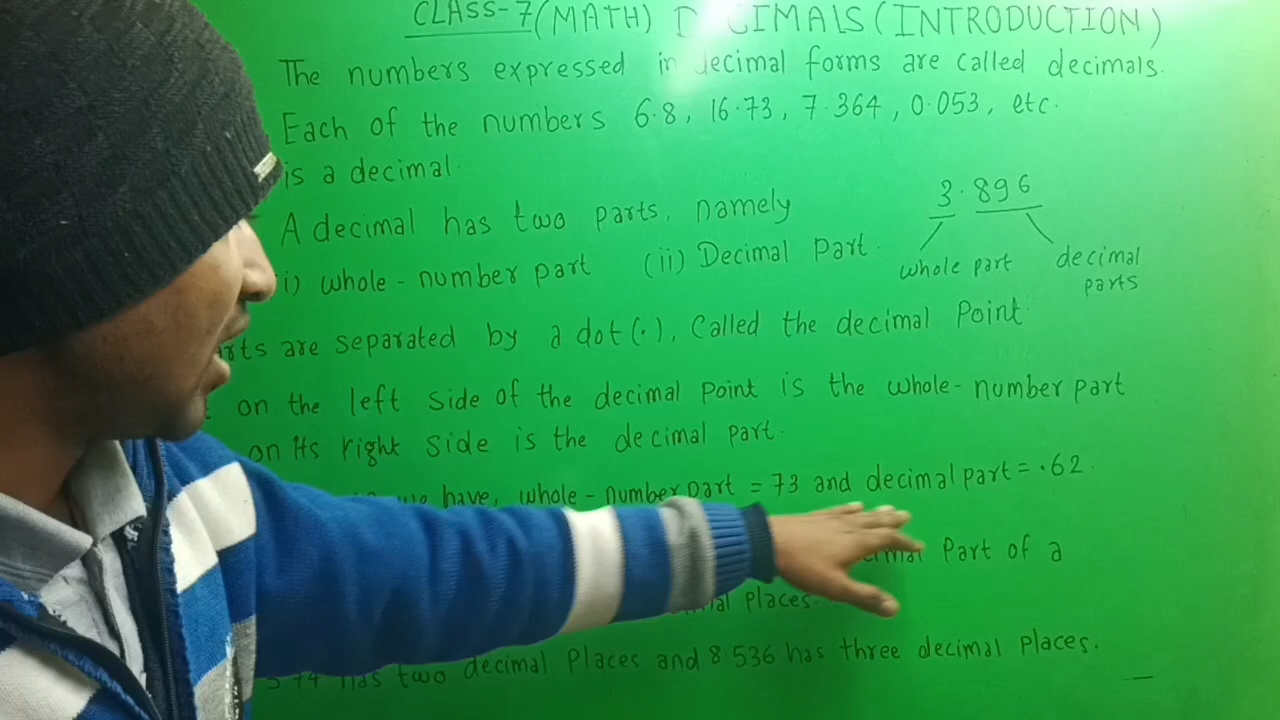 CLASS-7 (MATH) DECIMALS (INTRODUCTION)
The numbers expressed in decimal forms are called decimals.
Each of the numbers 6.8, 16.73, 7.364, 0.053, etc.
is a decimal.
A decimal has two parts, namely
3.896
i) whole-number part (ii) Decimal Part.
whole part decimal parts
are separated by a dot (.), Called the decimal Point.
on the left side of the decimal Point is the whole-number part
on its right side is the decimal part.
we have, whole-number part = 73 and decimal part = .62.
Part of a
Places.
has two decimal Places and 8.536 has three decimal Places.